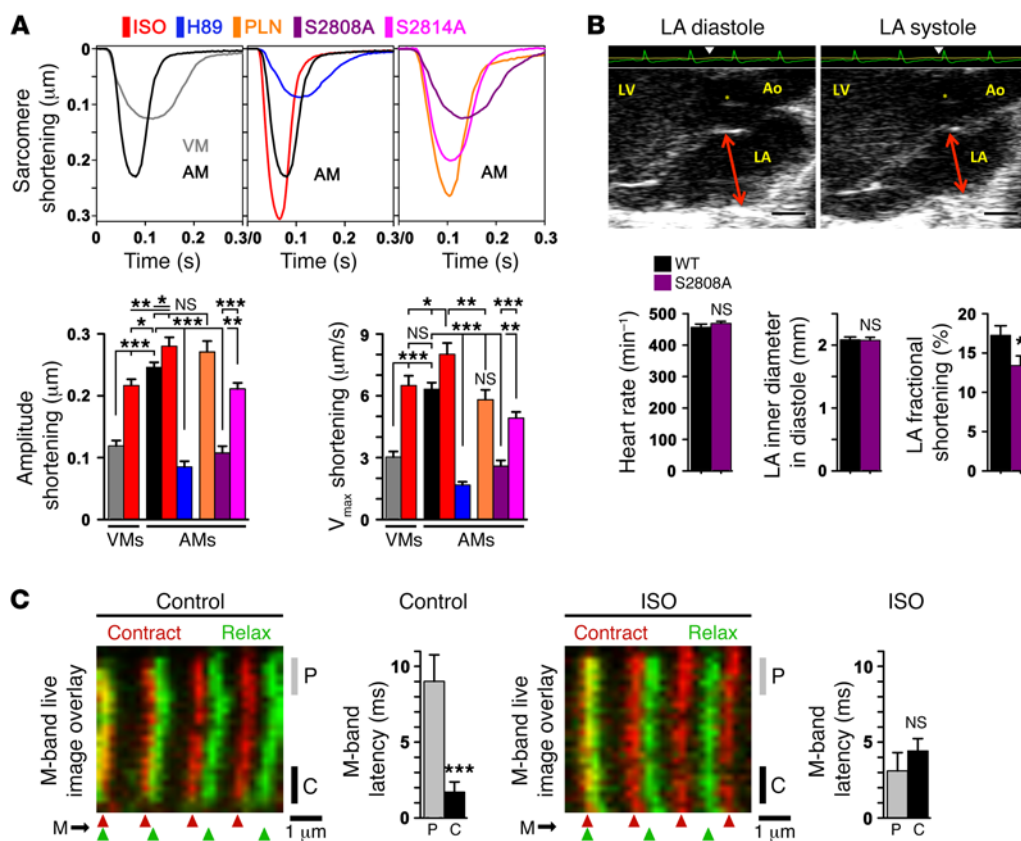 A
ISO H89 PLN S2808A S2814A
Sarcomere shortening (μm)
0
0.1
0.2
0.3
VM
AM
AM
AM
0 0.1 0.2 0.3/0 0.1 0.2 0.3/0 0.1 0.2 0.3
Time (s) Time (s) Time (s)
Amplitude shortening (μm)
0.3
0.2
0.1
0
** * NS
* ***
*** ***
**
VMs AMs
Vmax shortening (μm/s)
9
6
3
0
* ** ***
NS *** **
*** NS
VMs AMs
B
LA diastole LA systole
LV Ao
*
LA
LV Ao
*
LA
WT
S2808A
Heart rate (min⁻¹)
500
400
300
200
100
0
NS
LA inner diameter in diastole (mm)
2
1
0
NS
LA fractional shortening (%)
20
15
10
5
0
*
C
Control
Contract Relax
M-band live image overlay
P
C
M
1 μm
Control
M-band latency (ms)
10
5
0
***
P C
ISO
Contract Relax
M-band live image overlay
P
C
M
1 μm
ISO
M-band latency (ms)
10
5
0
NS
P C